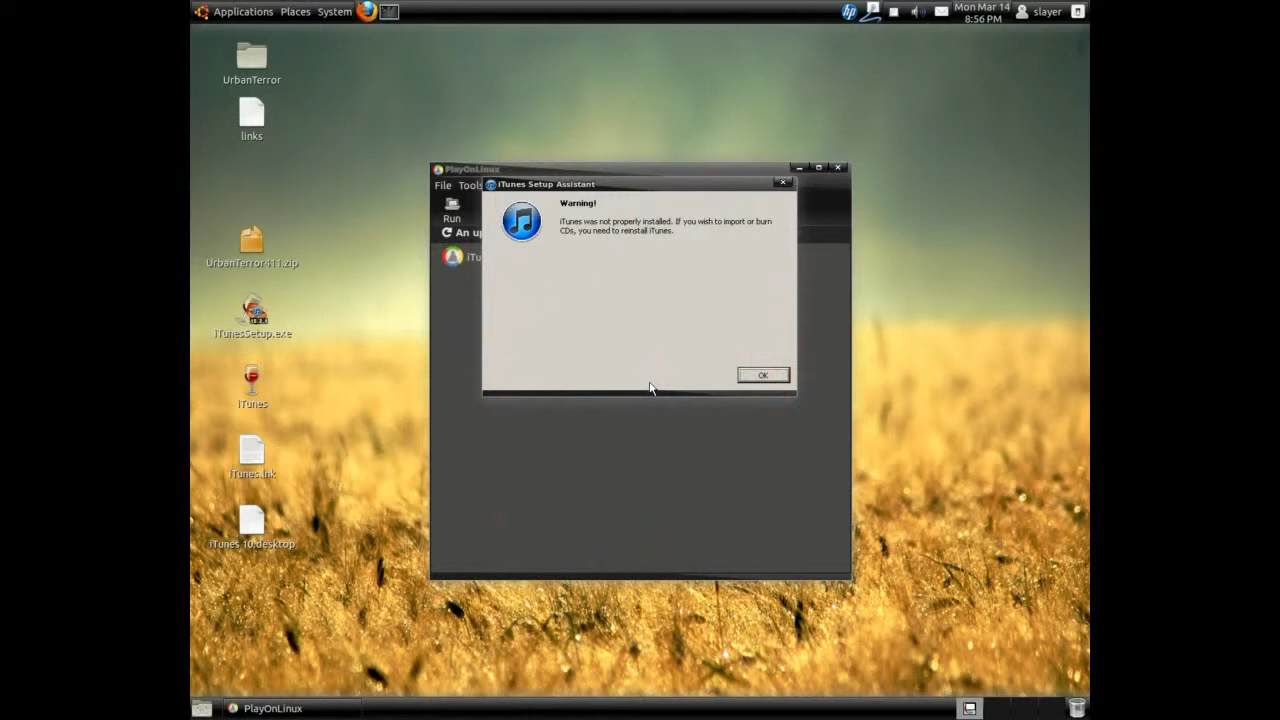 Applications Places System
Mon Mar 14
8:56 PM
slayer
UrbanTerror
links
UrbanTerror411.zip
iTunesSetup.exe
iTunes
iTunes.lnk
iTunes 10.desktop
PlayOnLinux
File Tools
iTunes Setup Assistant
Run
An up
iTu
Warning!
iTunes was not properly installed. If you wish to import or burn
CDs, you need to reinstall iTunes.
OK
PlayOnLinux